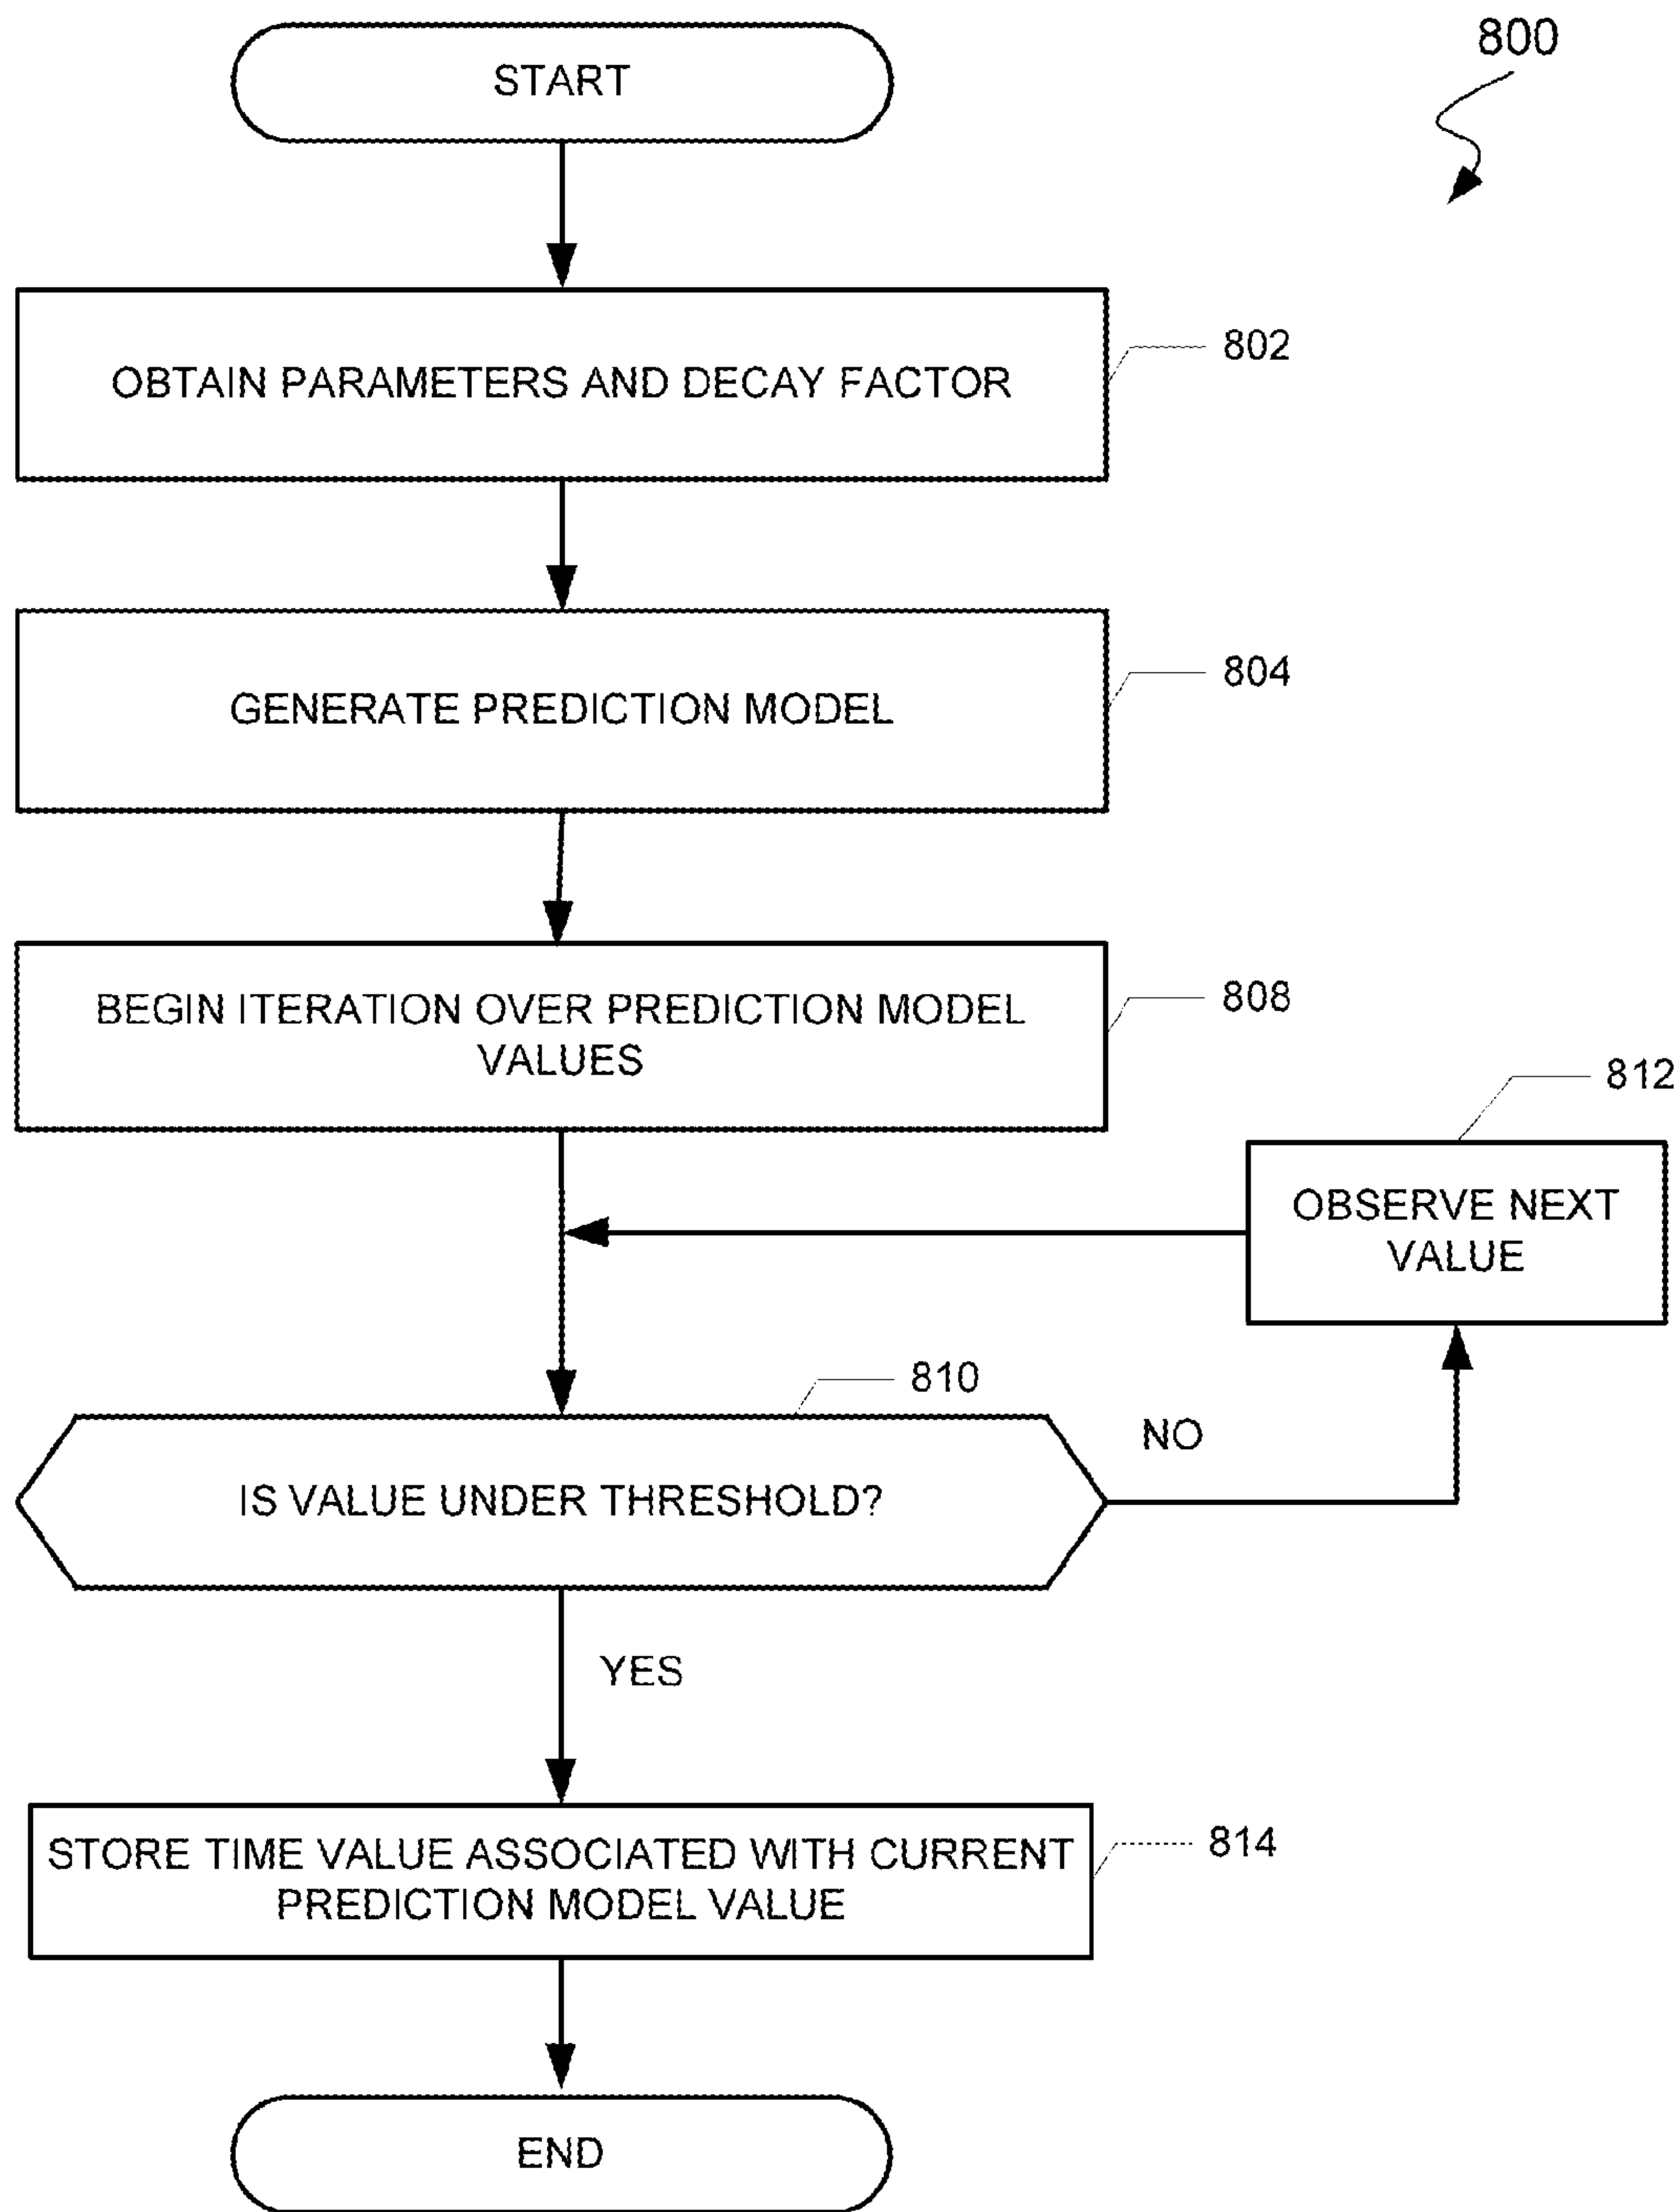 800
START
OBTAIN PARAMETERS AND DECAY FACTOR
802
GENERATE PREDICTION MODEL
804
BEGIN ITERATION OVER PREDICTION MODEL
VALUES
808
812
OBSERVE NEXT
VALUE
810
IS VALUE UNDER THRESHOLD?
NO
YES
STORE TIME VALUE ASSOCIATED WITH CURRENT
PREDICTION MODEL VALUE
814
END